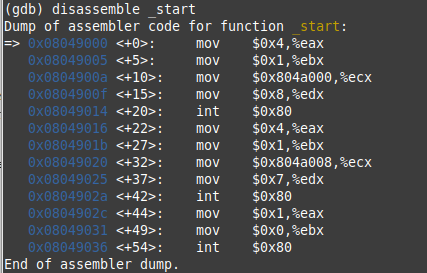 (gdb) disassemble _start
Dump of assembler code for function _start:
=> 0x08049000 <+0>:     mov    $0x4,%eax
   0x08049005 <+5>:     mov    $0x1,%ebx
   0x0804900a <+10>:    mov    $0x804a000,%ecx
   0x0804900f <+15>:    mov    $0x8,%edx
   0x08049014 <+20>:    int    $0x80
   0x08049016 <+22>:    mov    $0x4,%eax
   0x0804901b <+27>:    mov    $0x1,%ebx
   0x08049020 <+32>:    mov    $0x804a008,%ecx
   0x08049025 <+37>:    mov    $0x7,%edx
   0x0804902a <+42>:    int    $0x80
   0x0804902c <+44>:    mov    $0x1,%eax
   0x08049031 <+49>:    mov    $0x0,%ebx
   0x08049036 <+54>:    int    $0x80
End of assembler dump.